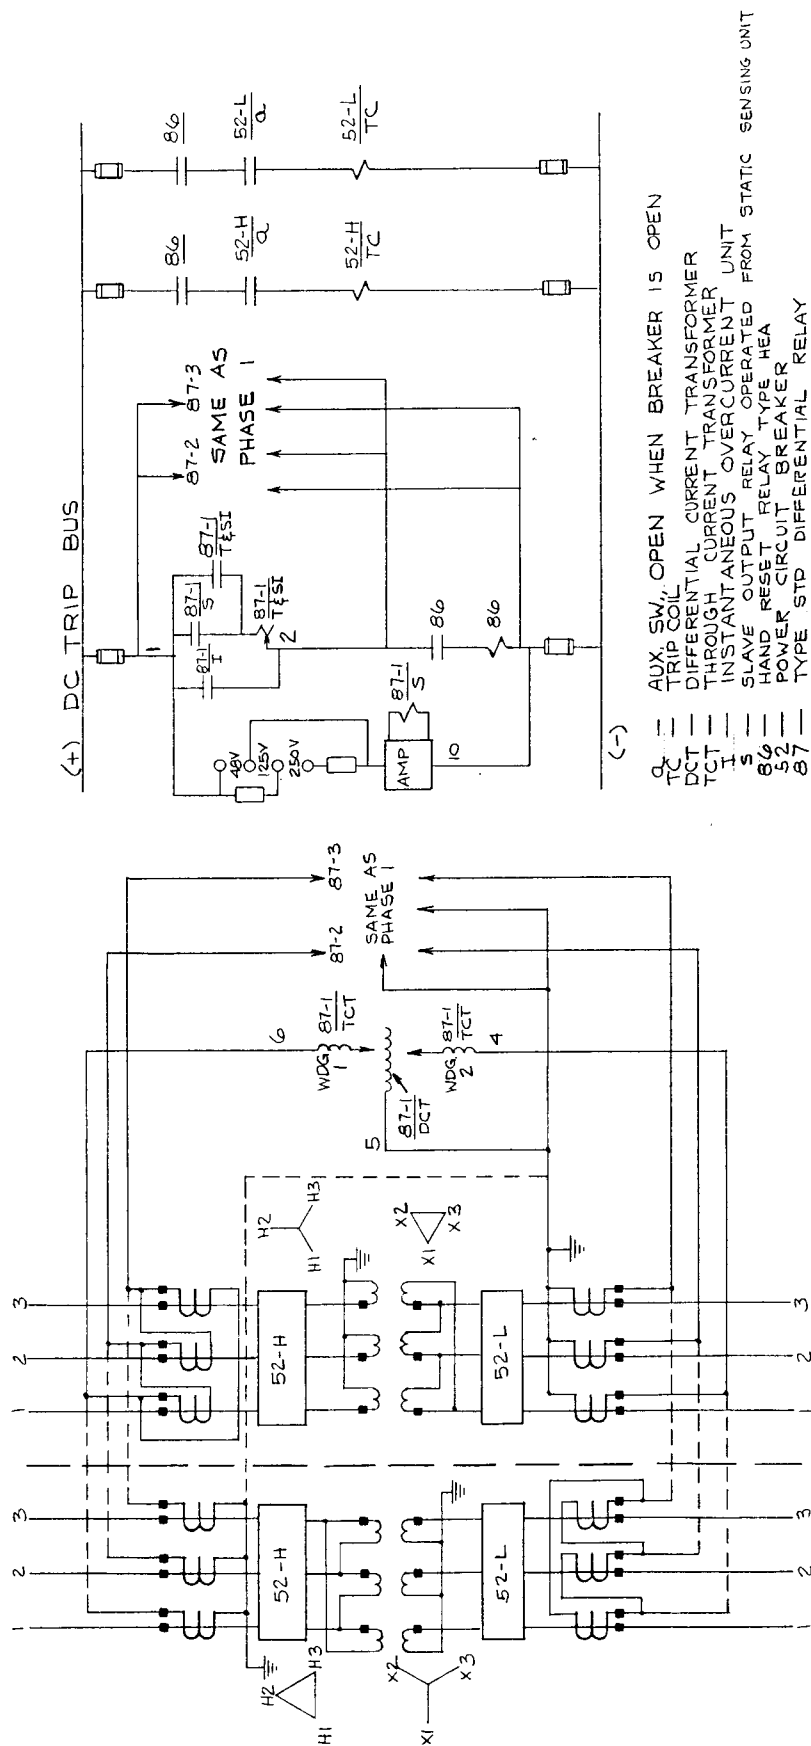 (+) DC TRIP BUS
1
48V
125V
250V
87-1
I
87-1
S
87-1
T&SI
87-1
T&SI
2
AMP
87-1
S
10
86
86
87-2
87-3
SAME AS
PHASE 1
86
52-H
a
52-H
TC
86
52-L
a
52-L
TC
(-)
a — AUX. SW., OPEN WHEN BREAKER IS OPEN
TC — TRIP COIL
DCT — DIFFERENTIAL CURRENT TRANSFORMER
TCT — THROUGH CURRENT TRANSFORMER
I — INSTANTANEOUS OVERCURRENT UNIT
S — SLAVE OUTPUT RELAY OPERATED FROM STATIC SENSING UNIT
86 — HAND RESET RELAY TYPE HEA
52 — POWER CIRCUIT BREAKER
87 — TYPE STD DIFFERENTIAL RELAY
1
2
3
1
2
3
52-H
52-H
H1
H2
H3
H1
H2
H3
X1
X2
X3
X1
X2
X3
52-L
52-L
1
2
3
1
2
3
6
WDG.
1
87-1
TCT
5
87-1
DCT
WDG.
2
87-1
TCT
4
87-2
87-3
SAME AS
PHASE 1